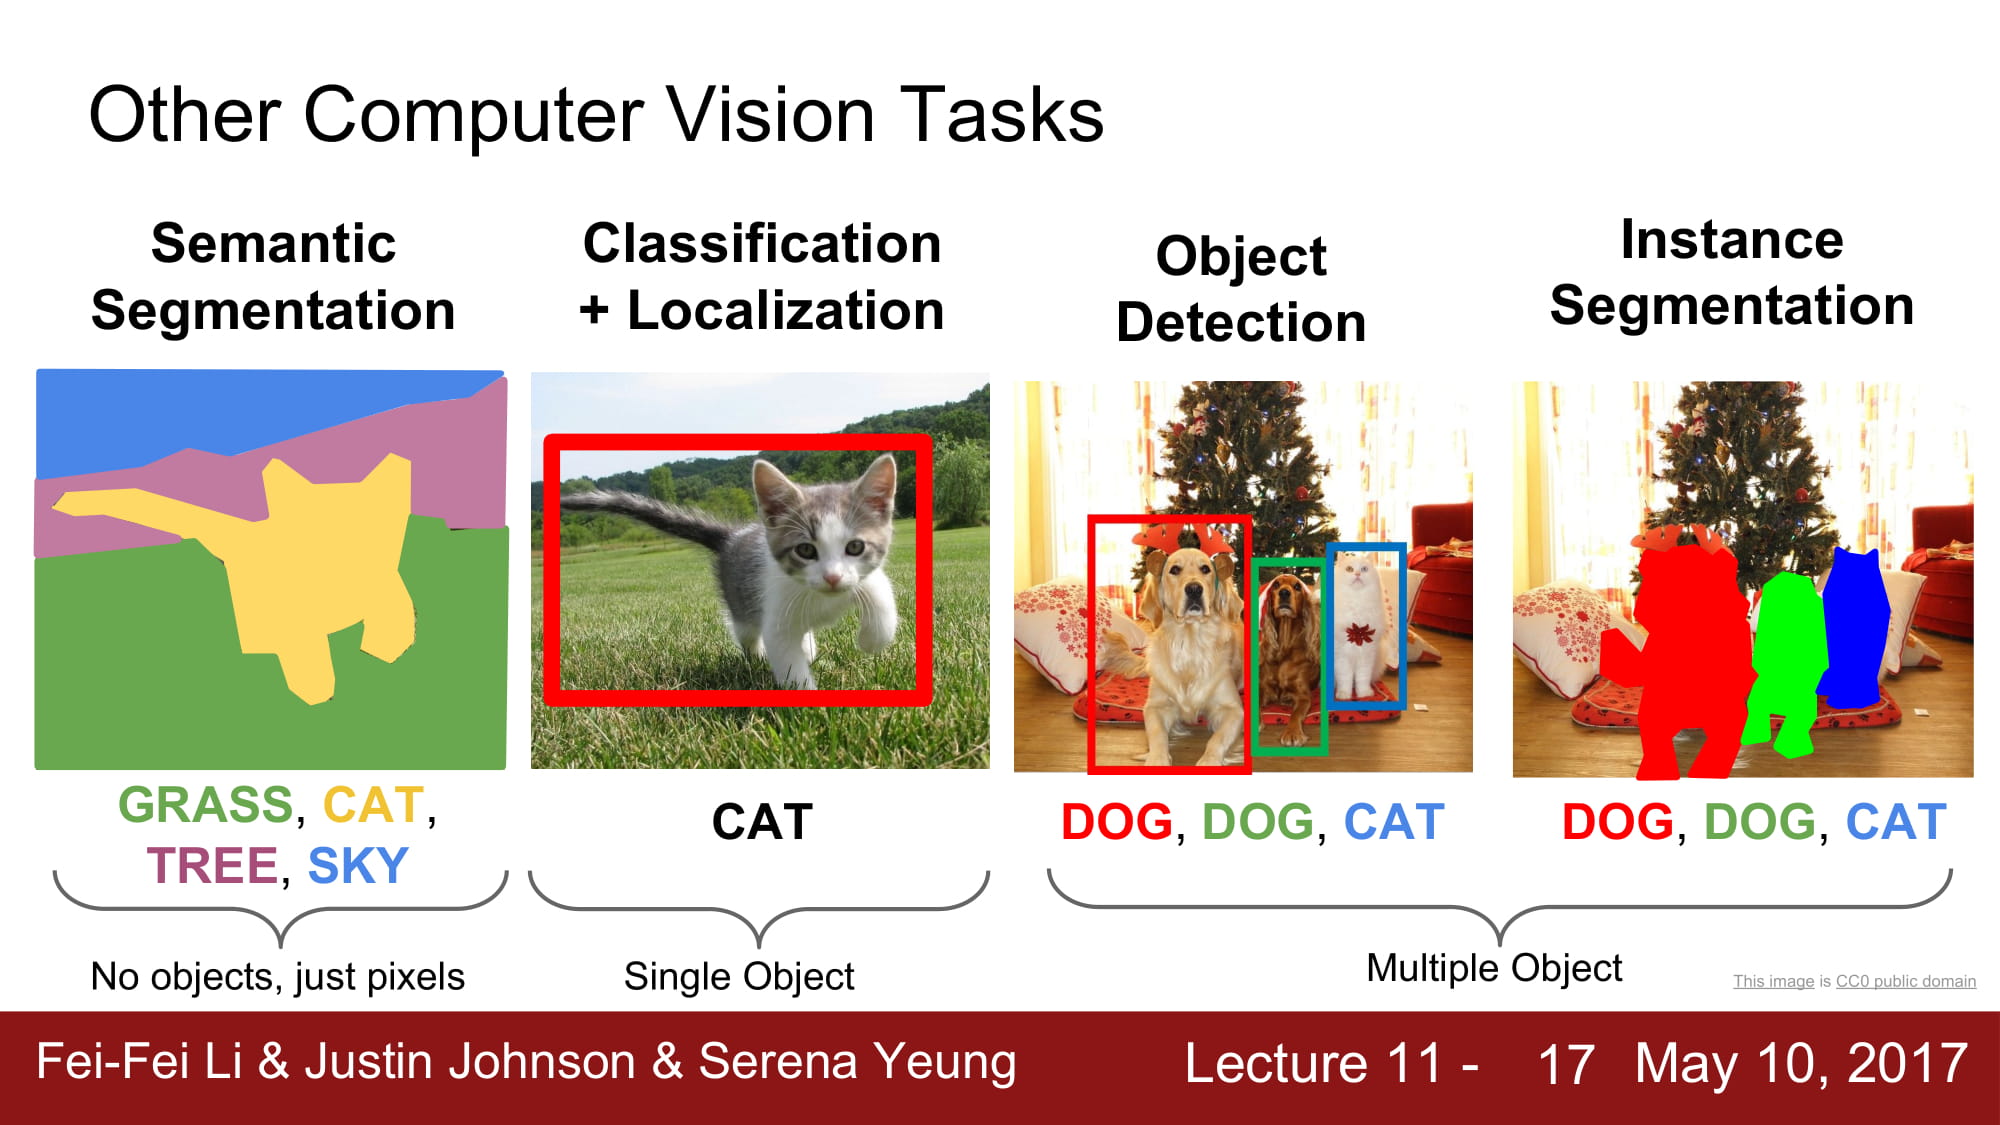 Other Computer Vision Tasks
Semantic
Segmentation
Classification
+ Localization
Object
Detection
Instance
Segmentation
GRASS, CAT,
TREE, SKY
CAT
DOG, DOG, CAT
DOG, DOG, CAT
No objects, just pixels
Single Object
Multiple Object
This image is CC0 public domain
Fei-Fei Li & Justin Johnson & Serena Yeung
Lecture 11 - 17 May 10, 2017